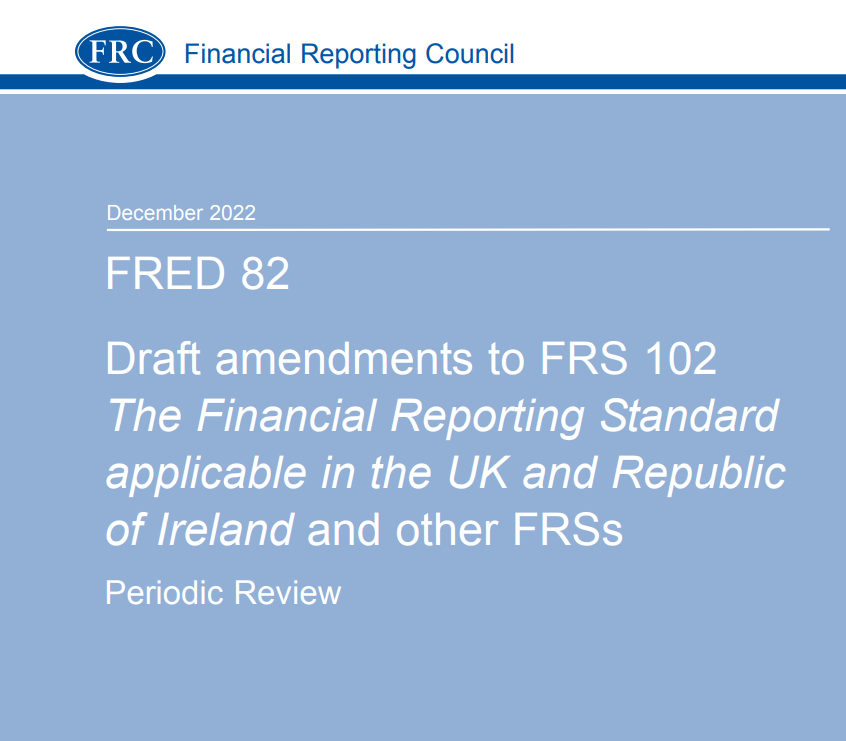 FRC Financial Reporting Council
December 2022
FRED 82
Draft amendments to FRS 102
The Financial Reporting Standard
applicable in the UK and Republic
of Ireland and other FRSs
Periodic Review